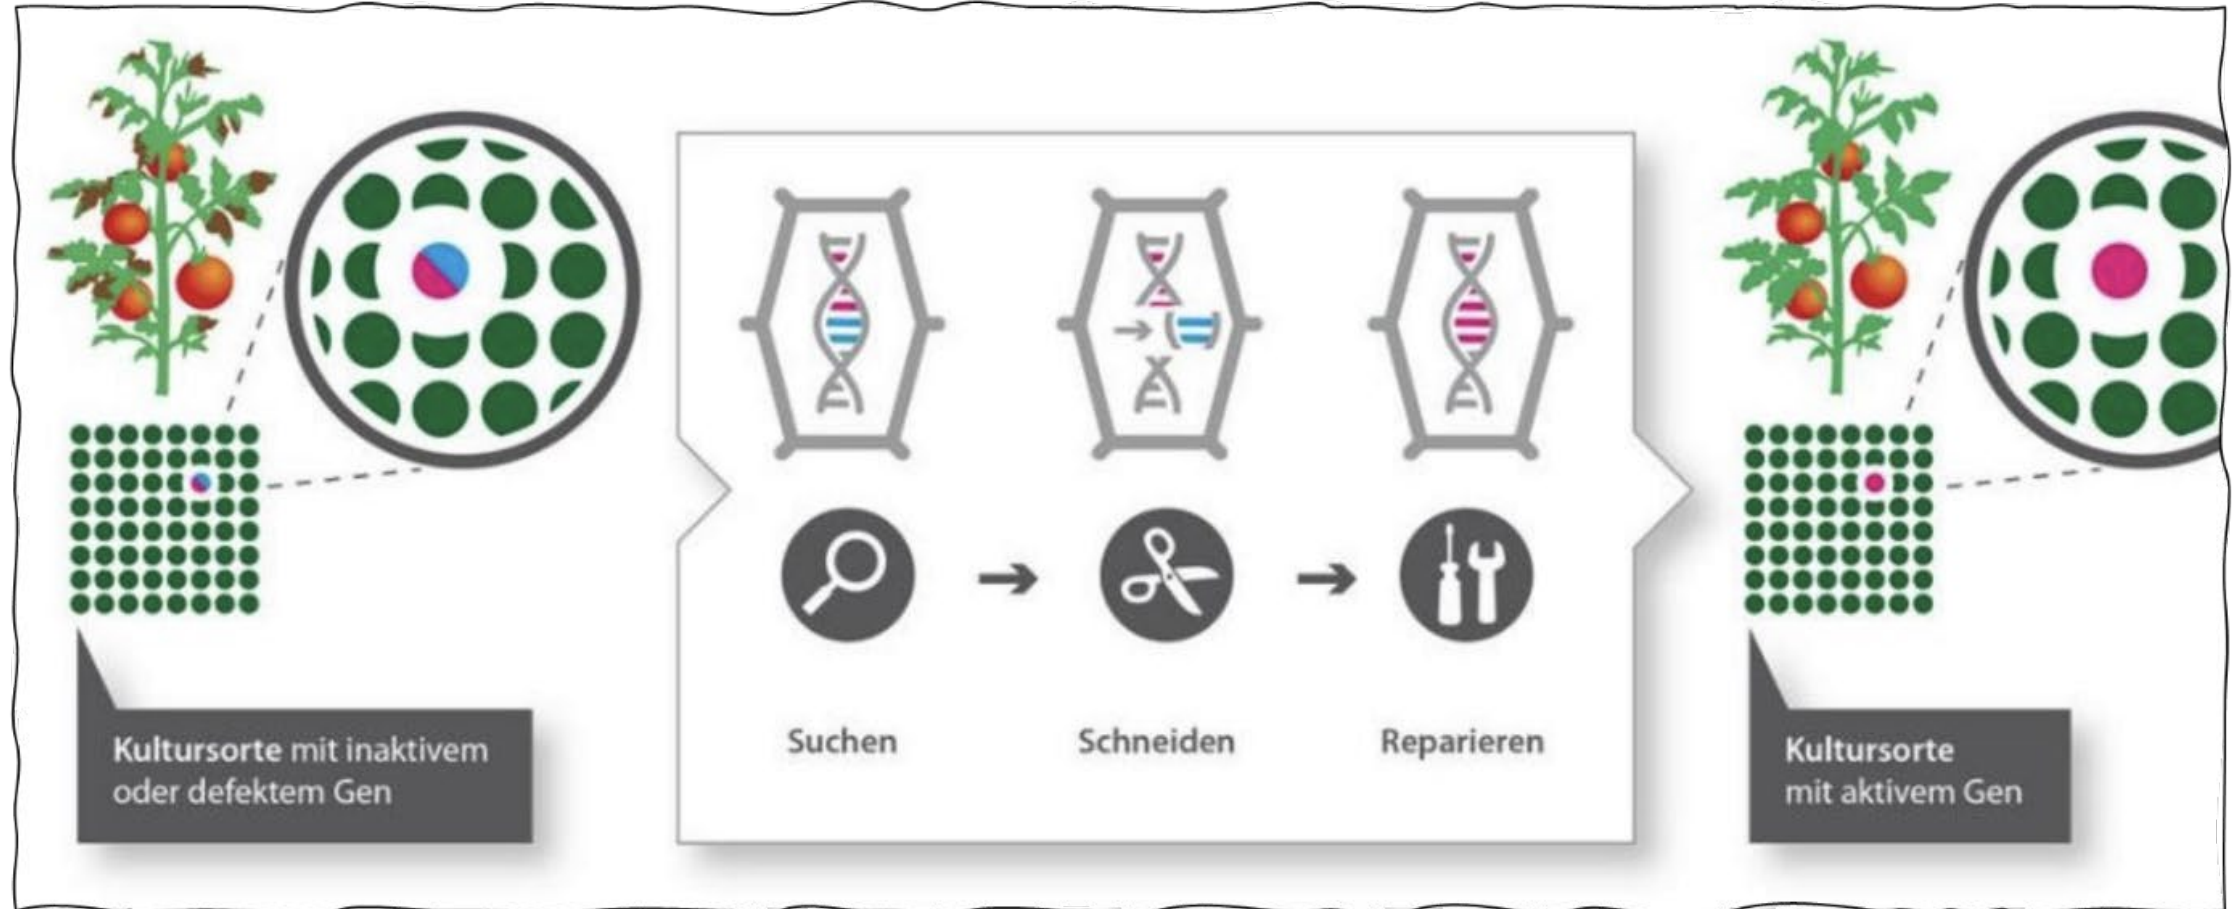 Suchen
Schneiden
Reparieren
Kultursorte mit inaktivem
oder defektem Gen
Kultursorte
mit aktivem Gen